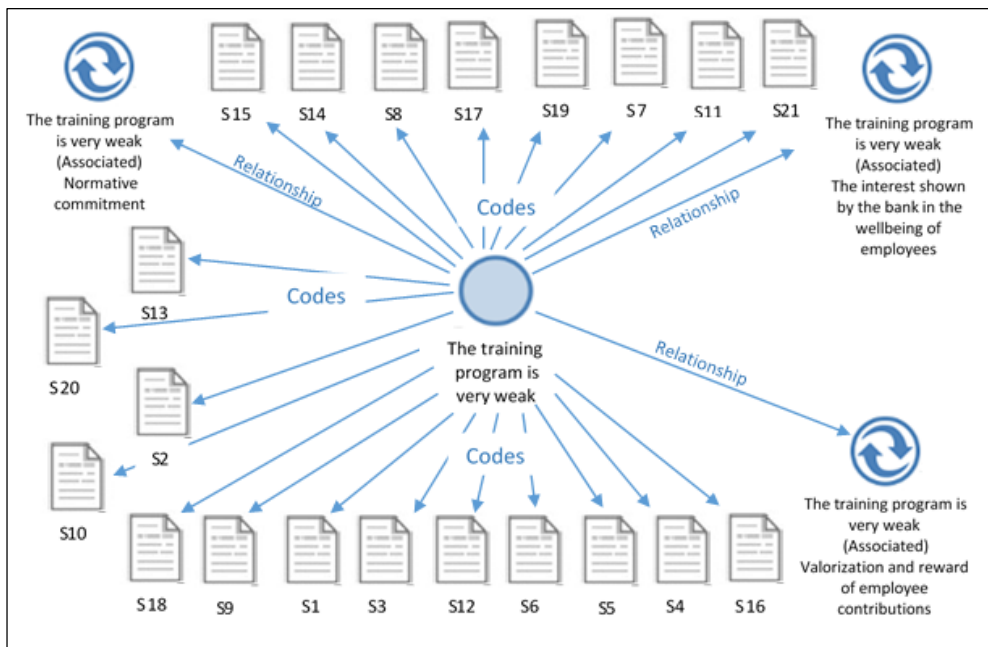 S15
S14
S8
S17
S19
S7
S11
S21
The training program
is very weak
(Associated)
Normative
commitment
The training program
is very weak
(Associated)
The interest shown
by the bank in the
wellbeing of
employees
Relationship
Codes
Relationship
S13
Codes
S20
The training
program is
very weak
Relationship
S2
Codes
S10
The training program is
very weak
(Associated)
Valorization and reward
of employee
contributions
S18
S9
S1
S3
S12
S6
S5
S4
S16